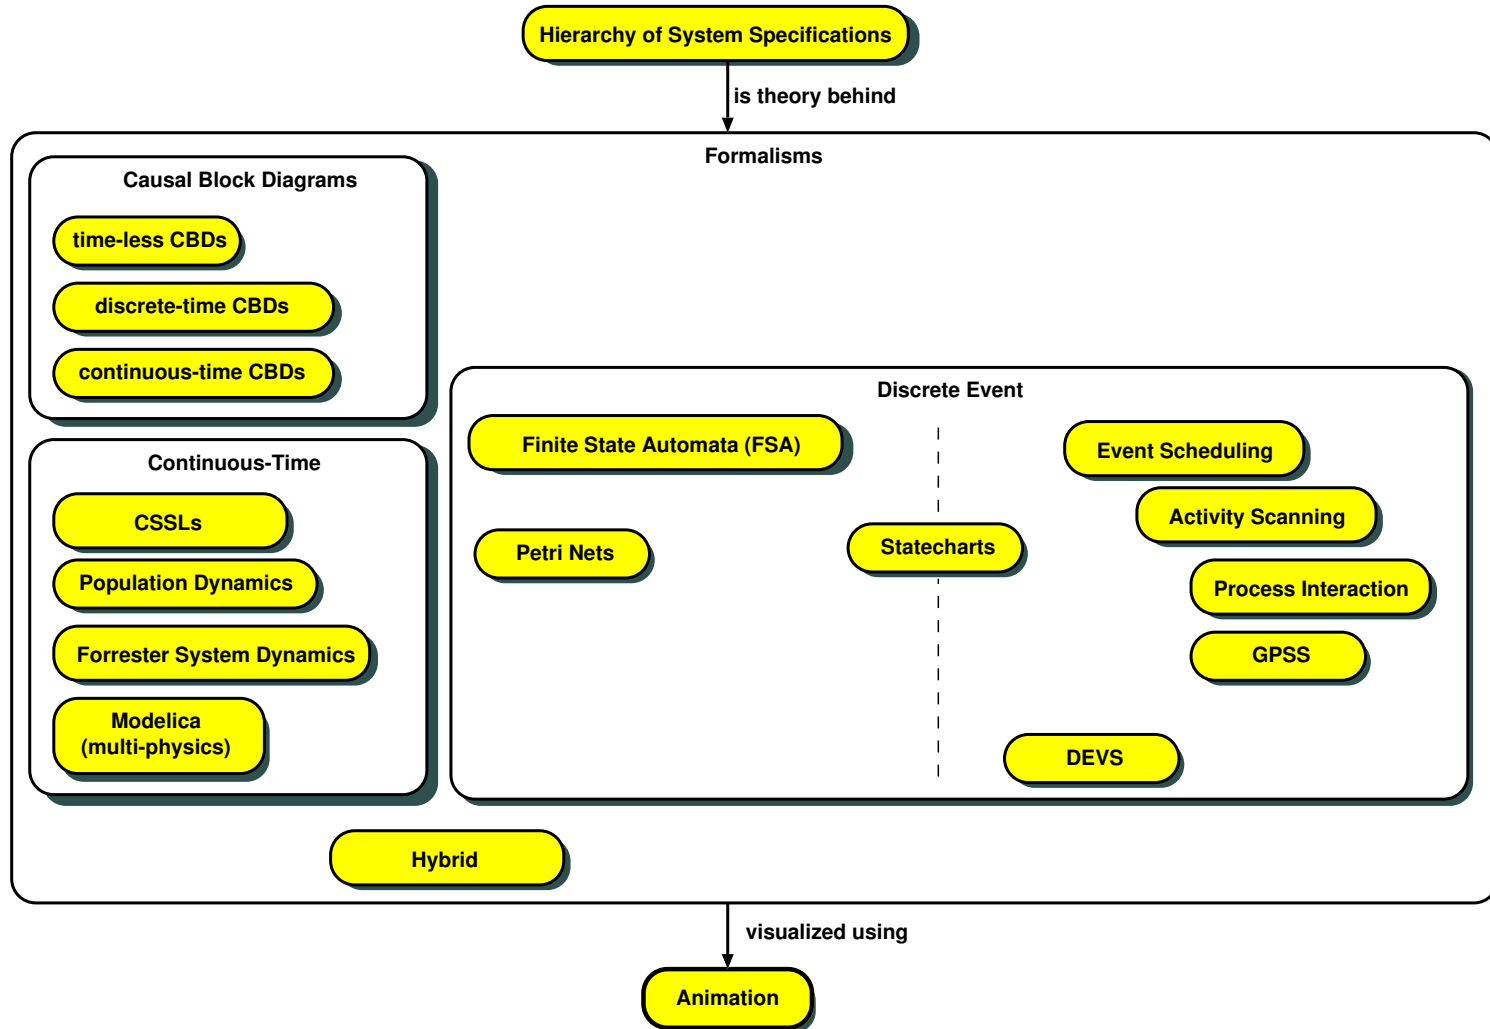 Hierarchy of System Specifications
is theory behind
Formalisms
Causal Block Diagrams
time-less CBDs
discrete-time CBDs
continuous-time CBDs
Continuous-Time
CSSLs
Population Dynamics
Forrester System Dynamics
Modelica
(multi-physics)
Discrete Event
Finite State Automata (FSA)
Petri Nets
Statecharts
Event Scheduling
Activity Scanning
Process Interaction
GPSS
DEVS
Hybrid
visualized using
Animation